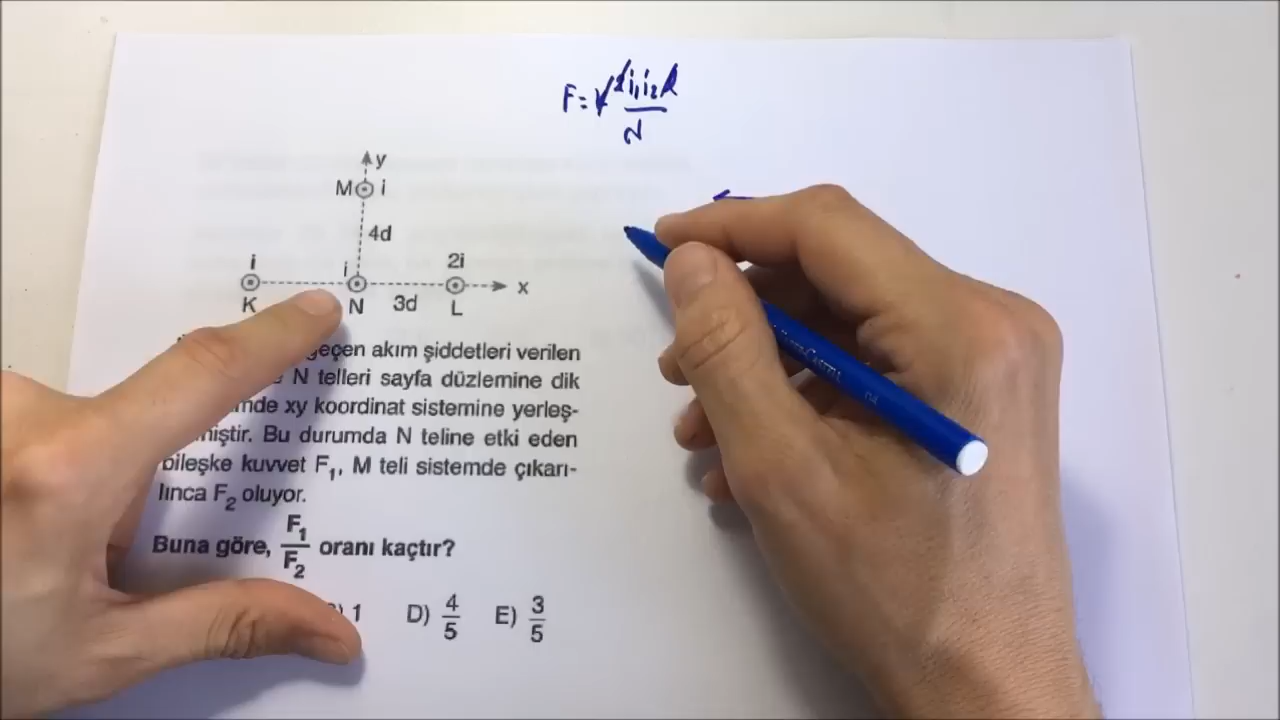 F = K 2i₁i₂l
d
y
M i
4d
i i 2i
x
K N 3d L
geçen akım şiddetleri verilen
N telleri sayfa düzlemine dik
xy koordinat sistemine yerleş-
Bu durumda N teline etki eden
bileşke kuvvet F₁, M teli sistemde çıkarı-
lınca F₂ oluyor.
Buna göre, F₁/F₂ oranı kaçtır?
1 D) 4/5 E) 3/5